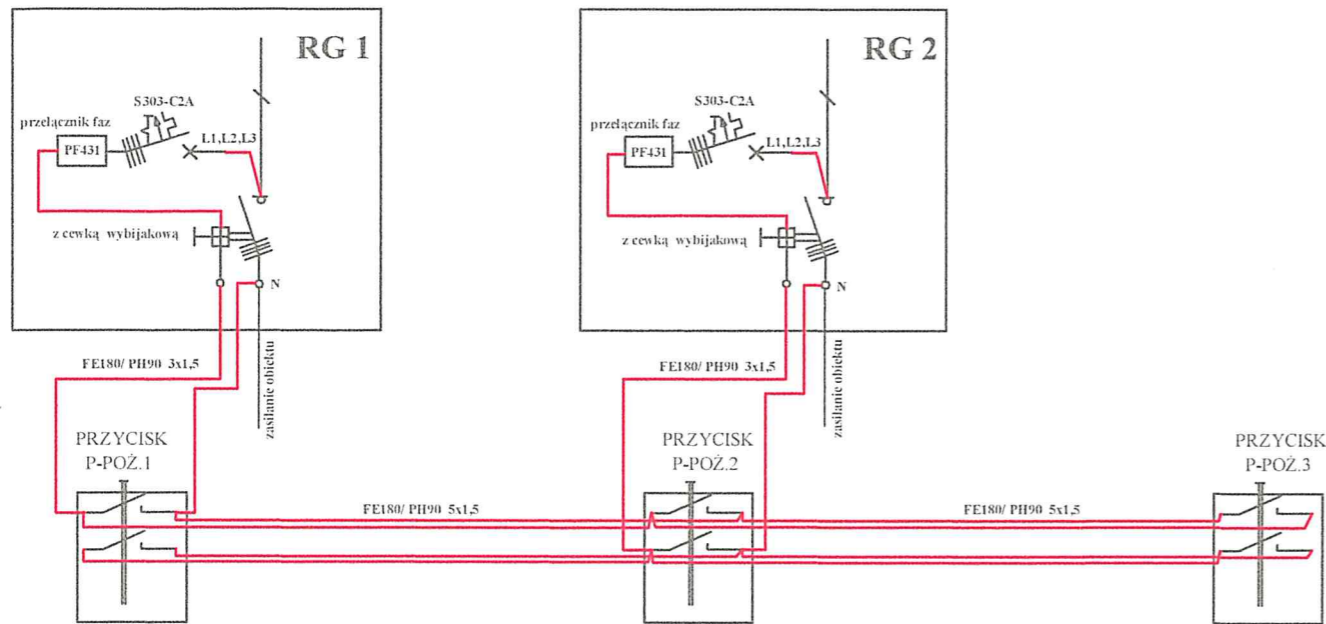 RG 1
S303-C2A
przełącznik faz
PF431
L1,L2,L3
z cewką wybijakową
N
FE180/ PH90 3x1,5
zasilanie obiektu
RG 2
S303-C2A
przełącznik faz
PF431
L1,L2,L3
z cewką wybijakową
N
FE180/ PH90 3x1,5
zasilanie obiektu
PRZYCISK
P-POŻ.1
PRZYCISK
P-POŻ.2
PRZYCISK
P-POŻ.3
FE180/ PH90 5x1,5
FE180/ PH90 5x1,5